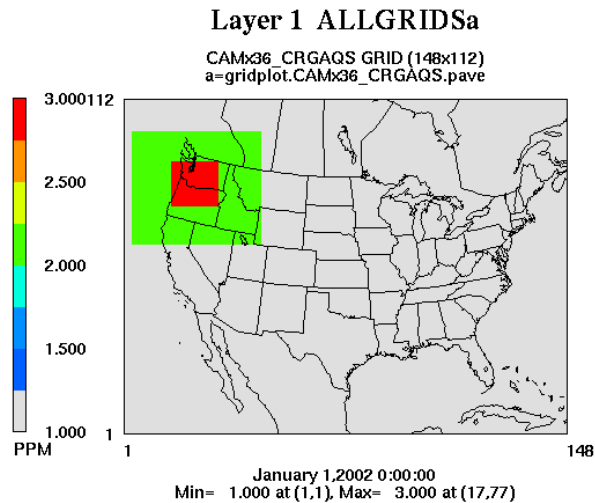 Layer 1 ALLGRIDSa
CAMx36_CRGAQS GRID (148x112)
a=gridplot.CAMx36_CRGAQS.pave
3.000
112
2.500
2.000
1.500
1.000
1
PPM
1
148
January 1,2002 0:00:00
Min= 1.000 at (1,1), Max= 3.000 at (17,77)